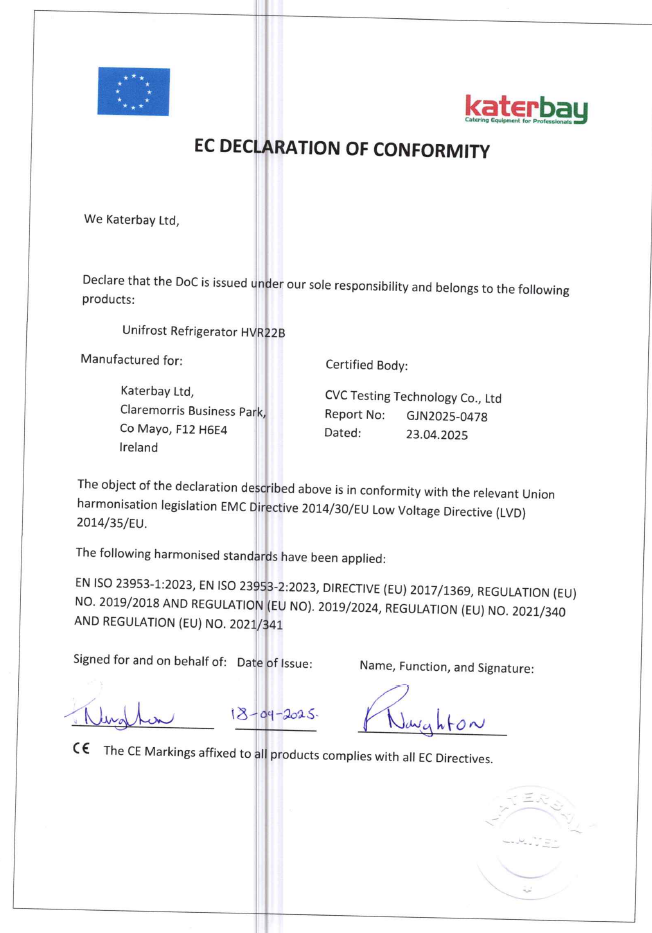 katerbay
Catering Equipment for Professionals
EC DECLARATION OF CONFORMITY
We Katerbay Ltd,
Declare that the DoC is issued under our sole responsibility and belongs to the following
products:
Unifrost Refrigerator HVR22B
Manufactured for:
Katerbay Ltd,
Claremorris Business Park,
Co Mayo, F12 H6E4
Ireland
Certified Body:
CVC Testing Technology Co., Ltd
Report No: GJN2025-0478
Dated: 23.04.2025
The object of the declaration described above is in conformity with the relevant Union
harmonisation legislation EMC Directive 2014/30/EU Low Voltage Directive (LVD)
2014/35/EU.
The following harmonised standards have been applied:
EN ISO 23953-1:2023, EN ISO 23953-2:2023, DIRECTIVE (EU) 2017/1369, REGULATION (EU)
NO. 2019/2018 AND REGULATION (EU NO). 2019/2024, REGULATION (EU) NO. 2021/340
AND REGULATION (EU) NO. 2021/341
Signed for and on behalf of: Date of Issue: Name, Function, and Signature:
18-09-2025. P Naughton
CE The CE Markings affixed to all products complies with all EC Directives.
KATERBAY
LIMITED